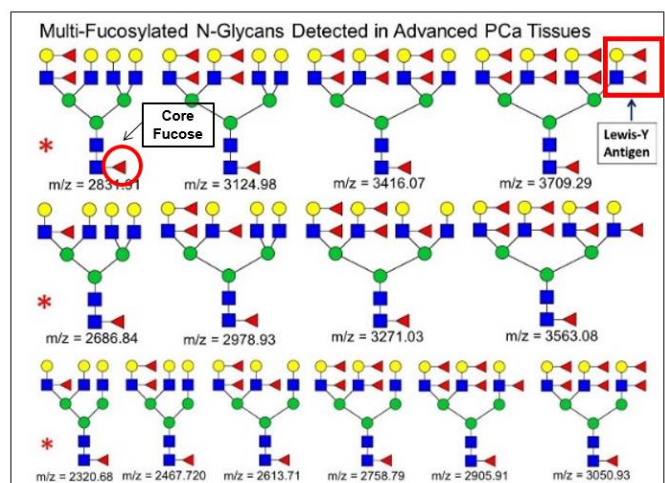 Multi-Fucosylated N-Glycans Detected in Advanced PCa Tissues
Core
Fucose
Lewis-Y
Antigen
*
m/z = 2831.31
m/z = 3124.98
m/z = 3416.07
m/z = 3709.29
*
m/z = 2686.84
m/z = 2978.93
m/z = 3271.03
m/z = 3563.08
*
m/z = 2320.68
m/z = 2467.720
m/z = 2613.71
m/z = 2758.79
m/z = 2905.91
m/z = 3050.93